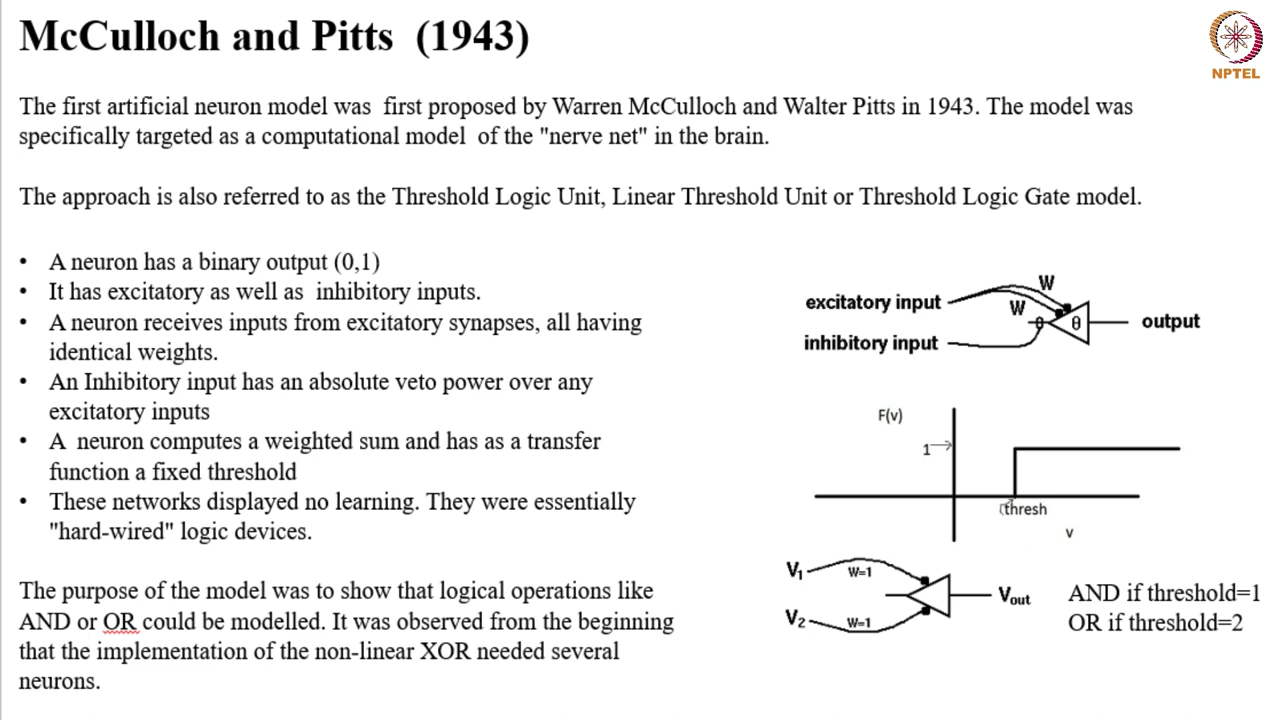 McCulloch and Pitts (1943)
NPTEL
The first artificial neuron model was first proposed by Warren McCulloch and Walter Pitts in 1943. The model was
specifically targeted as a computational model of the "nerve net" in the brain.
The approach is also referred to as the Threshold Logic Unit, Linear Threshold Unit or Threshold Logic Gate model.
• A neuron has a binary output (0,1)
• It has excitatory as well as inhibitory inputs.
• A neuron receives inputs from excitatory synapses, all having
identical weights.
• An Inhibitory input has an absolute veto power over any
excitatory inputs
• A neuron computes a weighted sum and has as a transfer
function a fixed threshold
• These networks displayed no learning. They were essentially
"hard-wired" logic devices.
The purpose of the model was to show that logical operations like
AND or OR could be modelled. It was observed from the beginning
that the implementation of the non-linear XOR needed several
neurons.
W
excitatory input
W
θ
θ
output
inhibitory input
F(v)
1
thresh
v
V1
W=1
Vout
V2
W=1
AND if threshold=1
OR if threshold=2